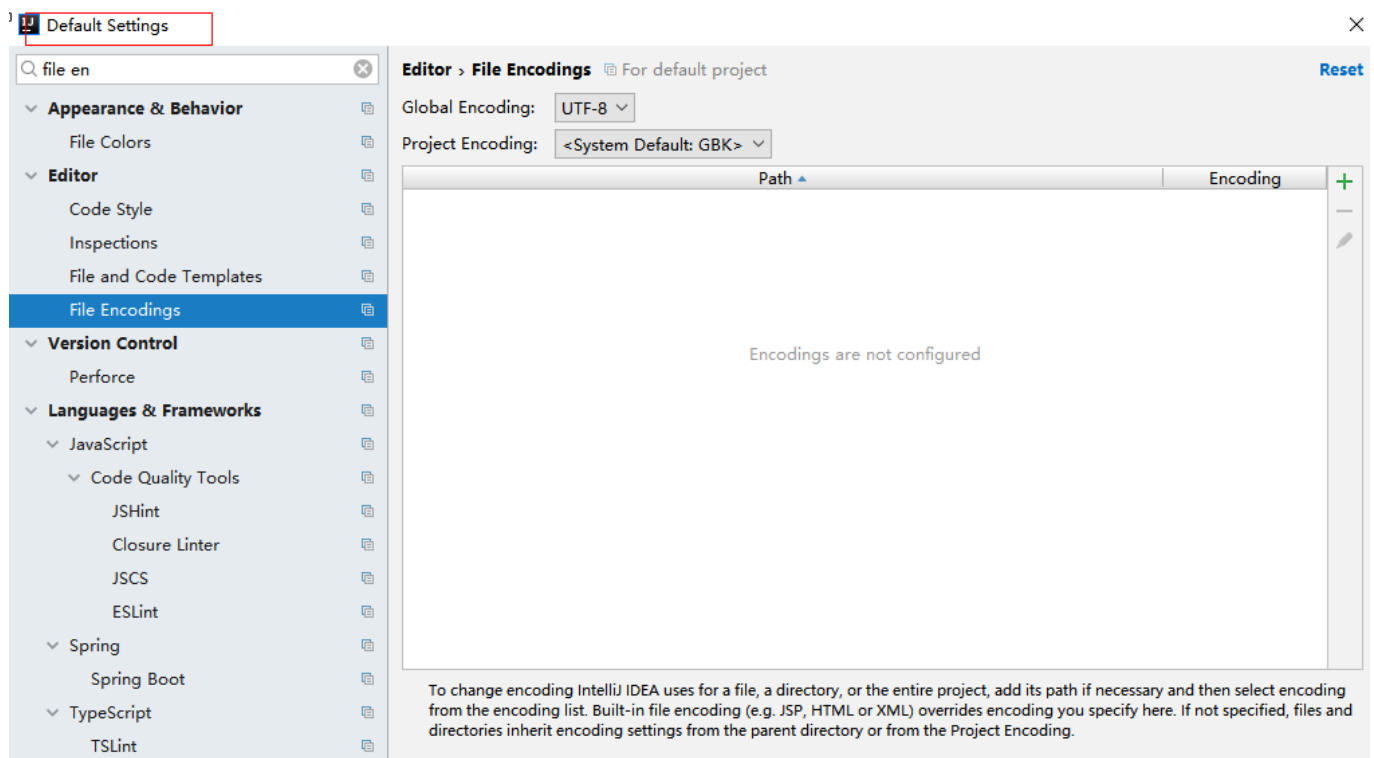 Default Settings
file en
Appearance & Behavior
File Colors
Editor
Code Style
Inspections
File and Code Templates
File Encodings
Version Control
Perforce
Languages & Frameworks
JavaScript
Code Quality Tools
JSHint
Closure Linter
JSCS
ESLint
Spring
Spring Boot
TypeScript
TSLint
Editor › File Encodings For default project Reset
Global Encoding: UTF-8
Project Encoding: <System Default: GBK>
Path Encoding
Encodings are not configured
To change encoding IntelliJ IDEA uses for a file, a directory, or the entire project, add its path if necessary and then select encoding
from the encoding list. Built-in file encoding (e.g. JSP, HTML or XML) overrides encoding you specify here. If not specified, files and
directories inherit encoding settings from the parent directory or from the Project Encoding.